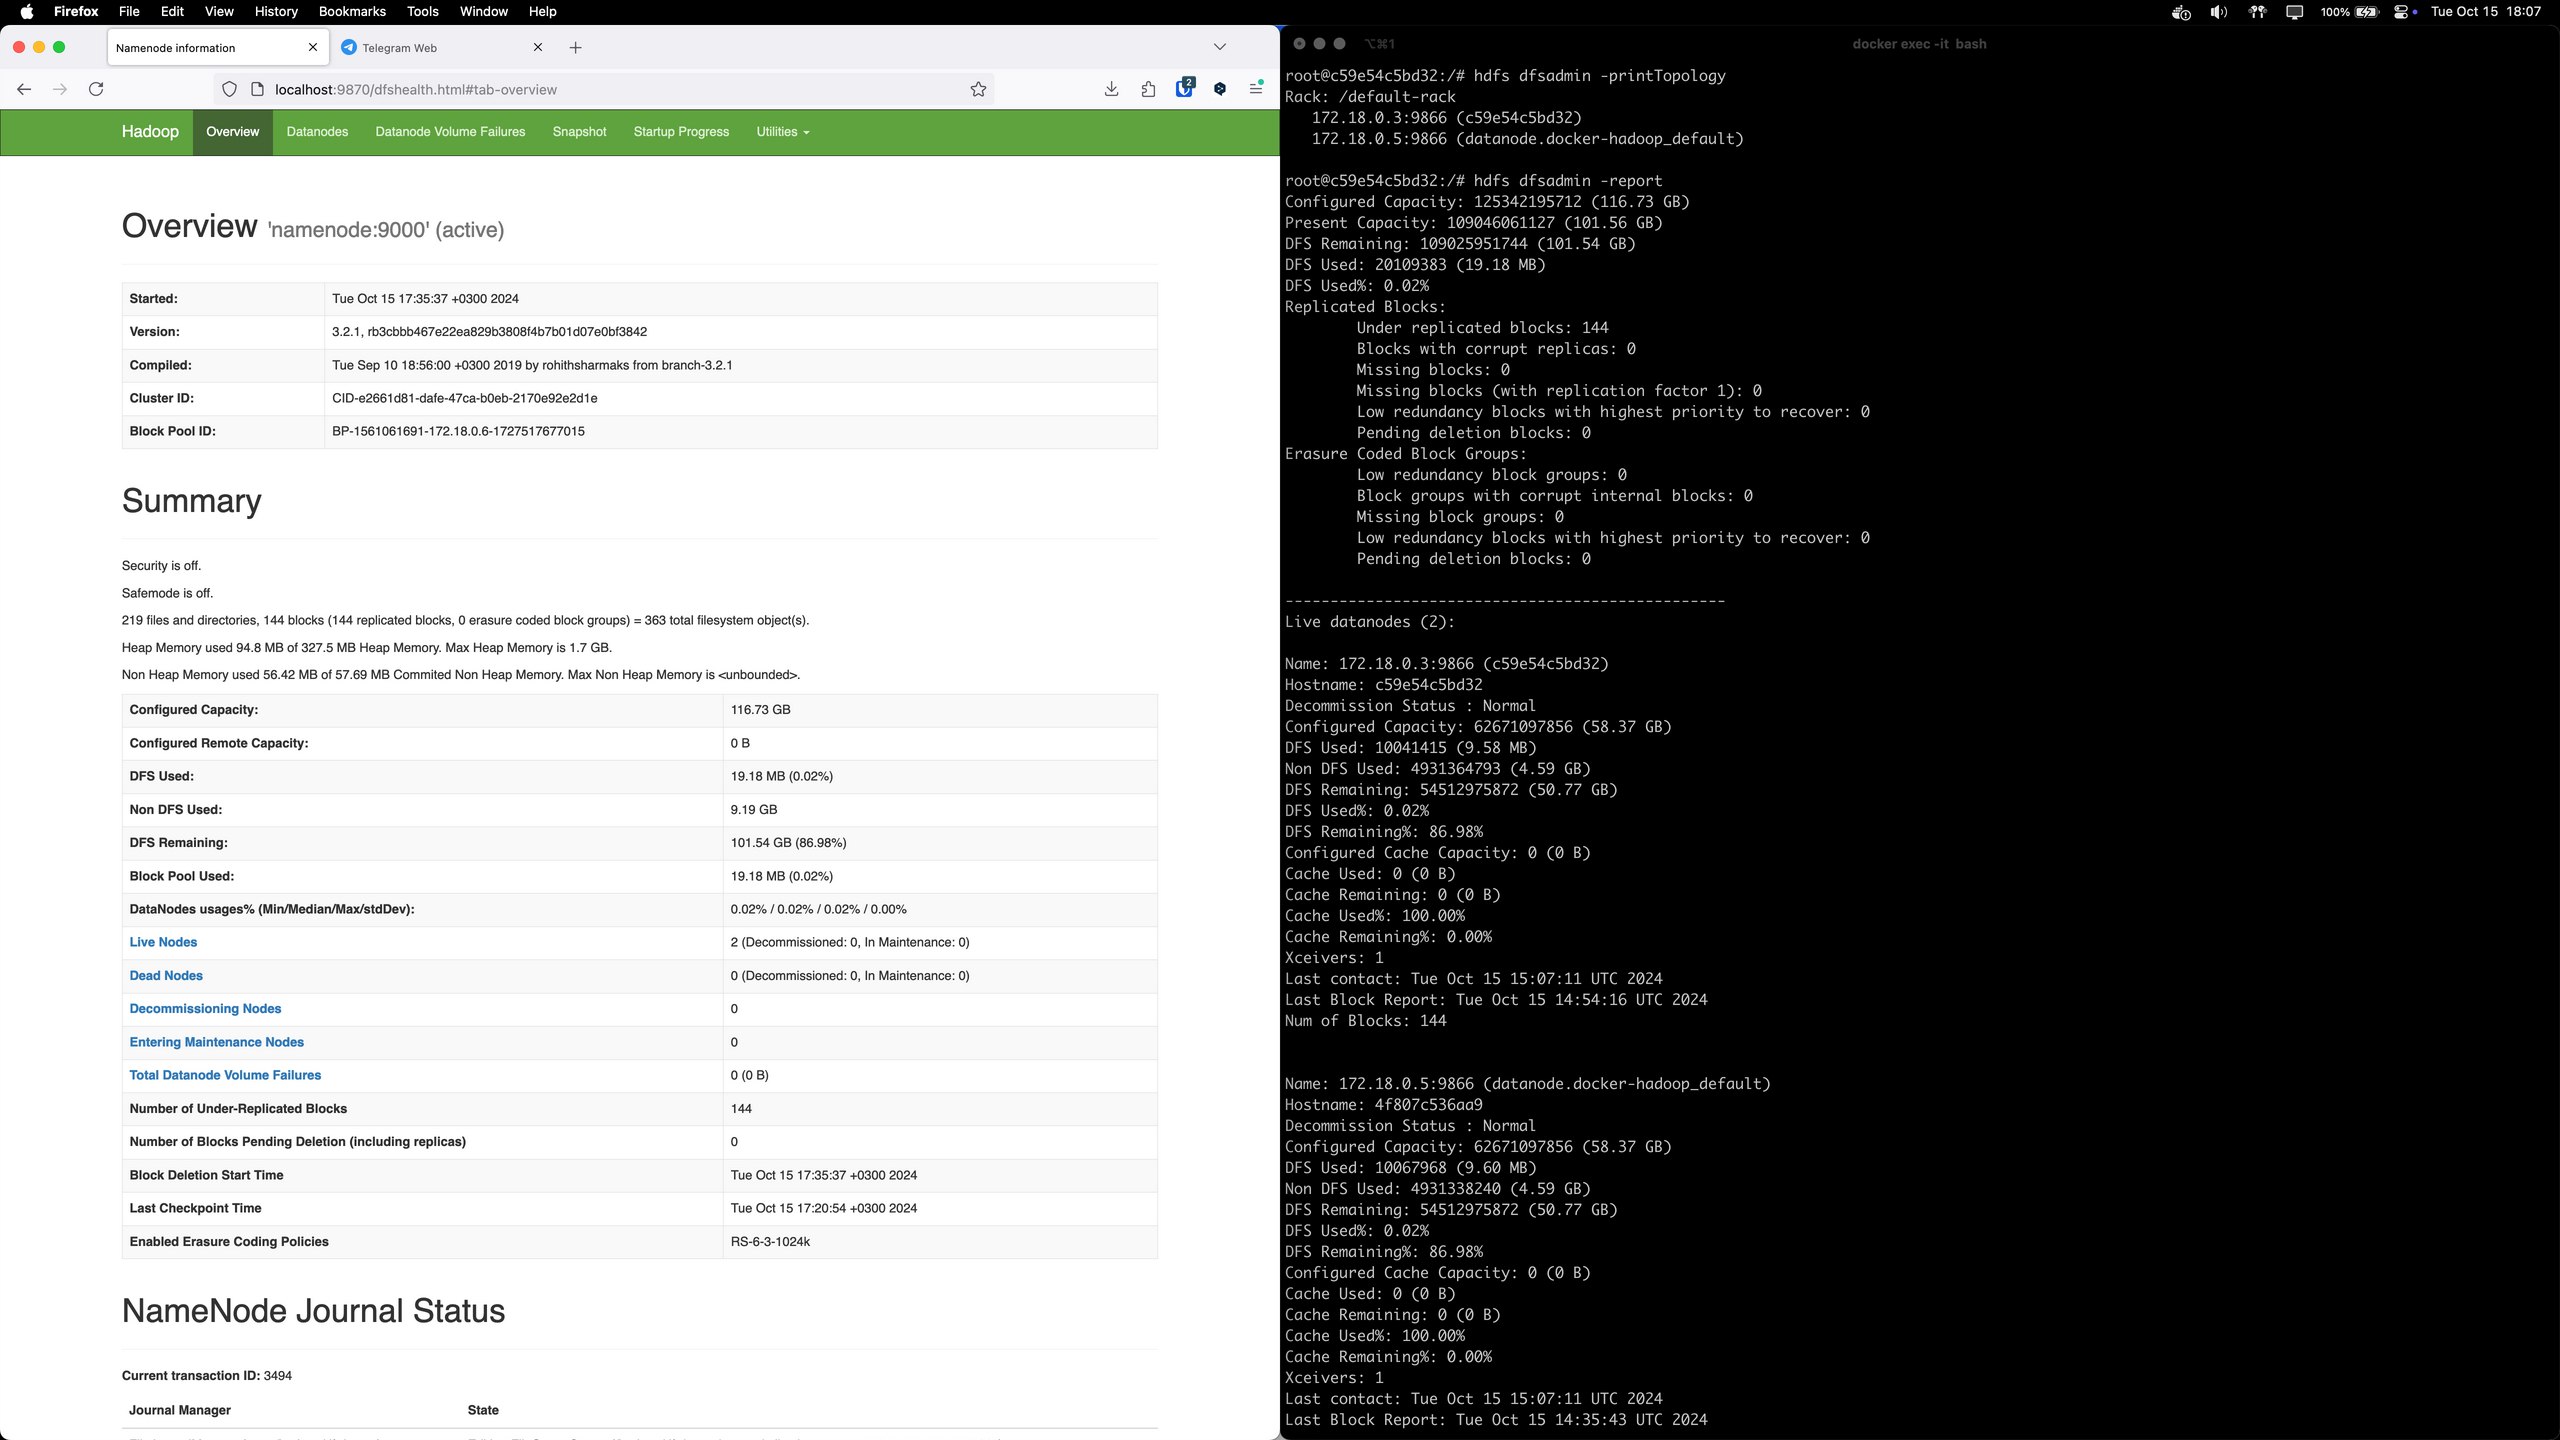 Firefox File Edit View History Bookmarks Tools Window Help
100% Tue Oct 15 18:07
Namenode information
Telegram Web
localhost:9870/dfshealth.html#tab-overview
2
Hadoop Overview Datanodes Datanode Volume Failures Snapshot Startup Progress Utilities
Overview 'namenode:9000' (active)
Started: Tue Oct 15 17:35:37 +0300 2024
Version: 3.2.1, rb3cbbb467e22ea829b3808f4b7b01d07e0bf3842
Compiled: Tue Sep 10 18:56:00 +0300 2019 by rohithsharmaks from branch-3.2.1
Cluster ID: CID-e2661d81-dafe-47ca-b0eb-2170e92e2d1e
Block Pool ID: BP-1561061691-172.18.0.6-1727517677015
Summary
Security is off.
Safemode is off.
219 files and directories, 144 blocks (144 replicated blocks, 0 erasure coded block groups) = 363 total filesystem object(s).
Heap Memory used 94.8 MB of 327.5 MB Heap Memory. Max Heap Memory is 1.7 GB.
Non Heap Memory used 56.42 MB of 57.69 MB Commited Non Heap Memory. Max Non Heap Memory is <unbounded>.
Configured Capacity: 116.73 GB
Configured Remote Capacity: 0 B
DFS Used: 19.18 MB (0.02%)
Non DFS Used: 9.19 GB
DFS Remaining: 101.54 GB (86.98%)
Block Pool Used: 19.18 MB (0.02%)
DataNodes usages% (Min/Median/Max/stdDev): 0.02% / 0.02% / 0.02% / 0.00%
Live Nodes 2 (Decommissioned: 0, In Maintenance: 0)
Dead Nodes 0 (Decommissioned: 0, In Maintenance: 0)
Decommissioning Nodes 0
Entering Maintenance Nodes 0
Total Datanode Volume Failures 0 (0 B)
Number of Under-Replicated Blocks 144
Number of Blocks Pending Deletion (including replicas) 0
Block Deletion Start Time Tue Oct 15 17:35:37 +0300 2024
Last Checkpoint Time Tue Oct 15 17:20:54 +0300 2024
Enabled Erasure Coding Policies RS-6-3-1024k
NameNode Journal Status
Current transaction ID: 3494
Journal Manager State
⌥⌘1 docker exec -it bash
root@c59e54c5bd32:/# hdfs dfsadmin -printTopology
Rack: /default-rack
172.18.0.3:9866 (c59e54c5bd32)
172.18.0.5:9866 (datanode.docker-hadoop_default)
root@c59e54c5bd32:/# hdfs dfsadmin -report
Configured Capacity: 125342195712 (116.73 GB)
Present Capacity: 109046061127 (101.56 GB)
DFS Remaining: 109025951744 (101.54 GB)
DFS Used: 20109383 (19.18 MB)
DFS Used%: 0.02%
Replicated Blocks:
Under replicated blocks: 144
Blocks with corrupt replicas: 0
Missing blocks: 0
Missing blocks (with replication factor 1): 0
Low redundancy blocks with highest priority to recover: 0
Pending deletion blocks: 0
Erasure Coded Block Groups:
Low redundancy block groups: 0
Block groups with corrupt internal blocks: 0
Missing block groups: 0
Low redundancy blocks with highest priority to recover: 0
Pending deletion blocks: 0
-------------------------------------------------
Live datanodes (2):
Name: 172.18.0.3:9866 (c59e54c5bd32)
Hostname: c59e54c5bd32
Decommission Status : Normal
Configured Capacity: 62671097856 (58.37 GB)
DFS Used: 10041415 (9.58 MB)
Non DFS Used: 4931364793 (4.59 GB)
DFS Remaining: 54512975872 (50.77 GB)
DFS Used%: 0.02%
DFS Remaining%: 86.98%
Configured Cache Capacity: 0 (0 B)
Cache Used: 0 (0 B)
Cache Remaining: 0 (0 B)
Cache Used%: 100.00%
Cache Remaining%: 0.00%
Xceivers: 1
Last contact: Tue Oct 15 15:07:11 UTC 2024
Last Block Report: Tue Oct 15 14:54:16 UTC 2024
Num of Blocks: 144
Name: 172.18.0.5:9866 (datanode.docker-hadoop_default)
Hostname: 4f807c536aa9
Decommission Status : Normal
Configured Capacity: 62671097856 (58.37 GB)
DFS Used: 10067968 (9.60 MB)
Non DFS Used: 4931338240 (4.59 GB)
DFS Remaining: 54512975872 (50.77 GB)
DFS Used%: 0.02%
DFS Remaining%: 86.98%
Configured Cache Capacity: 0 (0 B)
Cache Used: 0 (0 B)
Cache Remaining: 0 (0 B)
Cache Used%: 100.00%
Cache Remaining%: 0.00%
Xceivers: 1
Last contact: Tue Oct 15 15:07:11 UTC 2024
Last Block Report: Tue Oct 15 14:35:43 UTC 2024